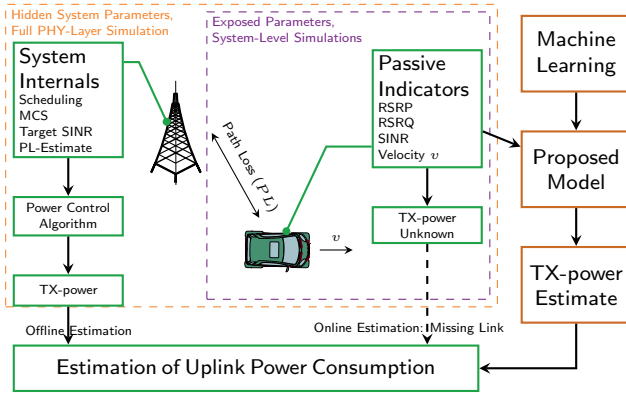 Hidden System Parameters,
Full PHY-Layer Simulation
Exposed Parameters,
System-Level Simulations
System
Internals
Scheduling
MCS
Target SINR
PL-Estimate
Passive
Indicators
RSRP
RSRQ
SINR
Velocity v
Machine
Learning
Path Loss (PL)
Proposed
Model
Power Control
Algorithm
TX-power
Unknown
v
TX-power
TX-power
Estimate
Offline Estimation
Online Estimation: Missing Link
Estimation of Uplink Power Consumption